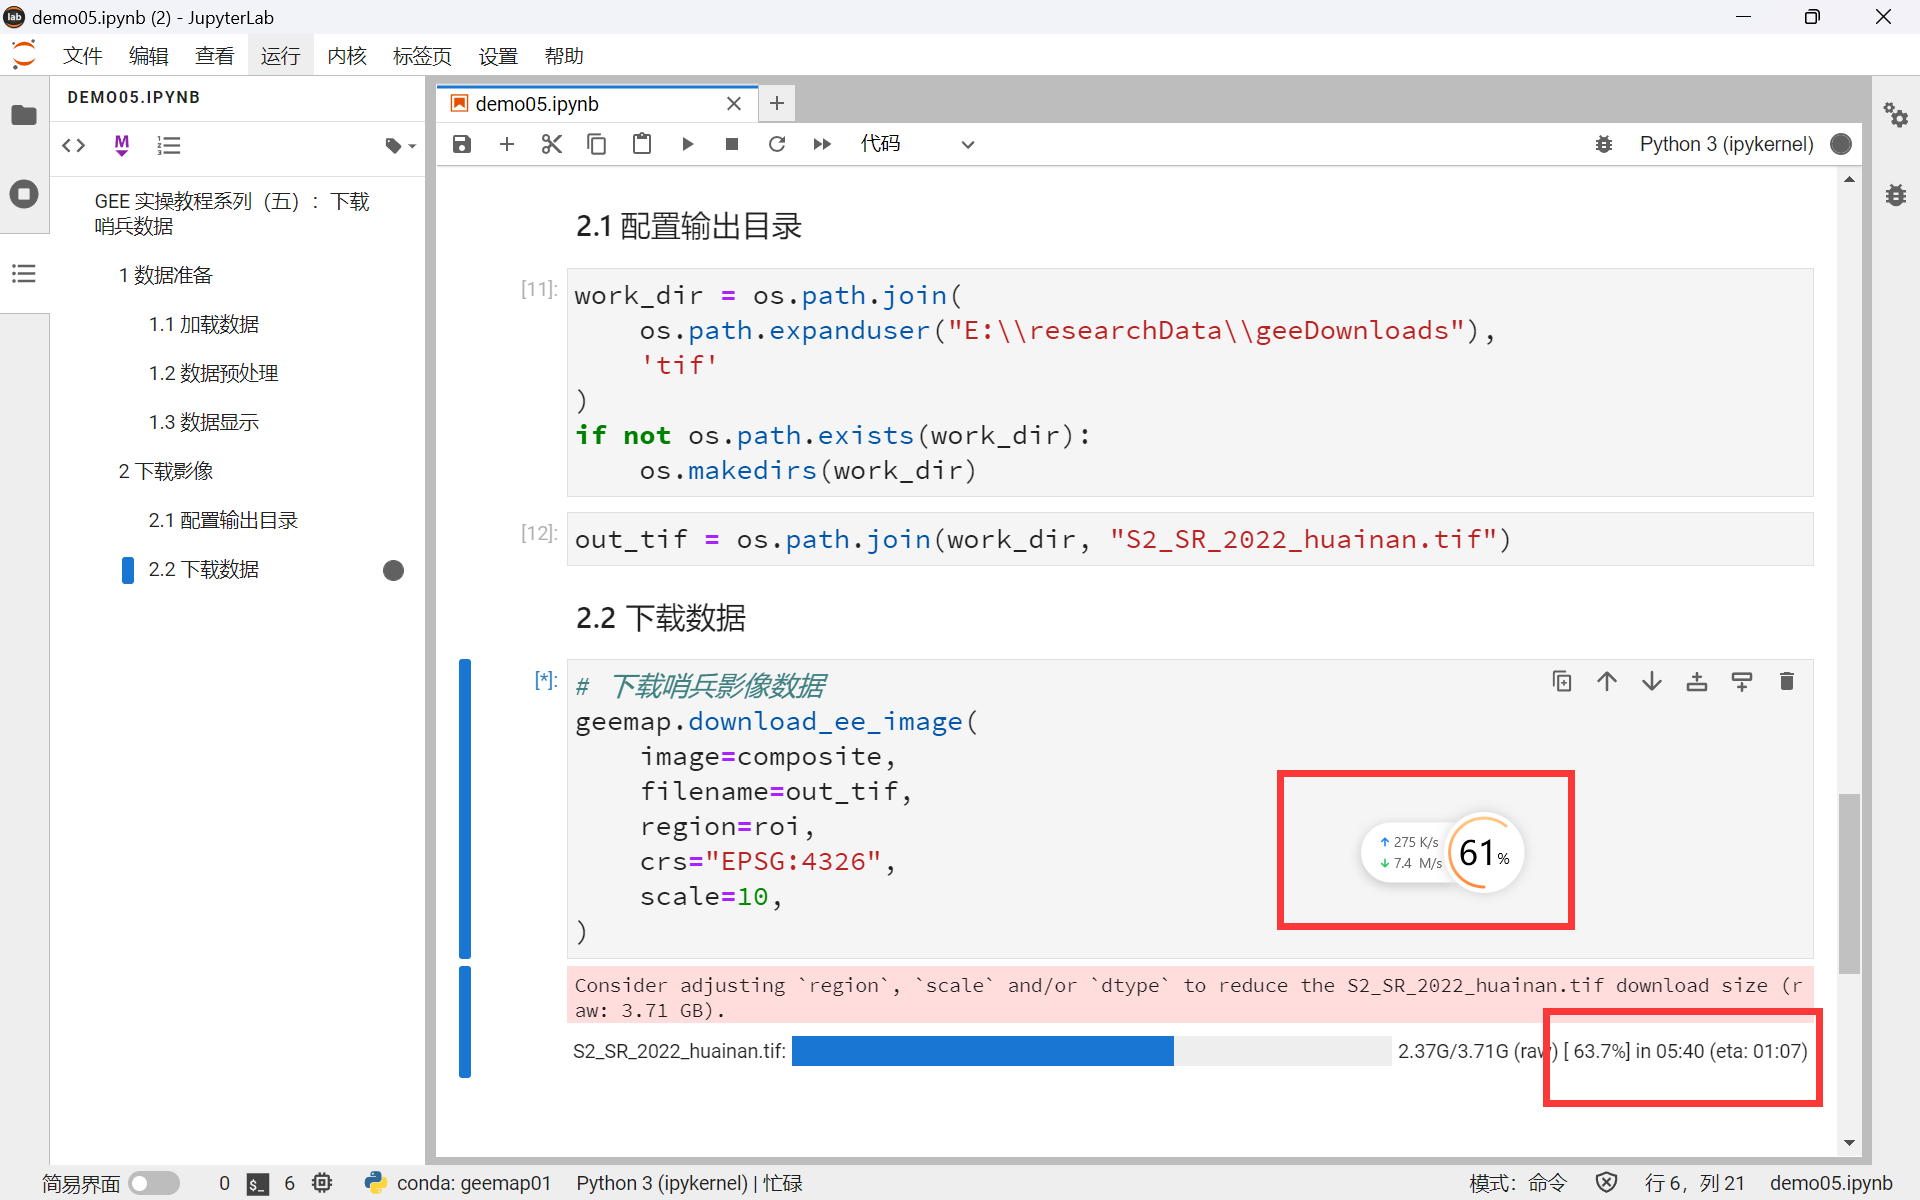 lab demo05.ipynb (2) - JupyterLab
文件 编辑 查看 运行 内核 标签页 设置 帮助
DEMO05.IPYNB
M
GEE 实操教程系列（五）：下载
哨兵数据
1 数据准备
1.1 加载数据
1.2 数据预处理
1.3 数据显示
2 下载影像
2.1 配置输出目录
2.2 下载数据
demo05.ipynb
代码
Python 3 (ipykernel)
2.1 配置输出目录
[11]:
work_dir = os.path.join(
    os.path.expanduser("E:\\researchData\\geeDownloads"),
    'tif'
)
if not os.path.exists(work_dir):
    os.makedirs(work_dir)
[12]:
out_tif = os.path.join(work_dir, "S2_SR_2022_huainan.tif")
2.2 下载数据
[*]:
# 下载哨兵影像数据
geemap.download_ee_image(
    image=composite,
    filename=out_tif,
    region=roi,
    crs="EPSG:4326",
    scale=10,
)
↑ 275 K/s
↓ 7.4 M/s
61%
Consider adjusting `region`, `scale` and/or `dtype` to reduce the S2_SR_2022_huainan.tif download size (r
aw: 3.71 GB).
S2_SR_2022_huainan.tif: 2.37G/3.71G (raw) [ 63.7%] in 05:40 (eta: 01:07)
简易界面 0 $_ 6 conda: geemap01 Python 3 (ipykernel) | 忙碌 模式：命令 行 6，列 21 demo05.ipynb